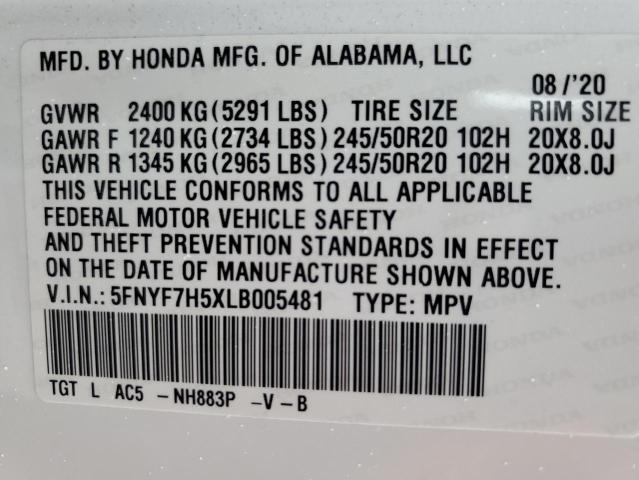 MFD. BY HONDA MFG. OF ALABAMA, LLC
08/'20
GVWR 2400 KG(5291 LBS) TIRE SIZE RIM SIZE
GAWR F 1240 KG(2734 LBS) 245/50R20 102H 20X8.0J
GAWR R 1345 KG(2965 LBS) 245/50R20 102H 20X8.0J
THIS VEHICLE CONFORMS TO ALL APPLICABLE
FEDERAL MOTOR VEHICLE SAFETY
AND THEFT PREVENTION STANDARDS IN EFFECT
ON THE DATE OF MANUFACTURE SHOWN ABOVE.
V.I.N.: 5FNYF7H5XLB005481 TYPE: MPV
TGT L AC5 - NH883P -V-B